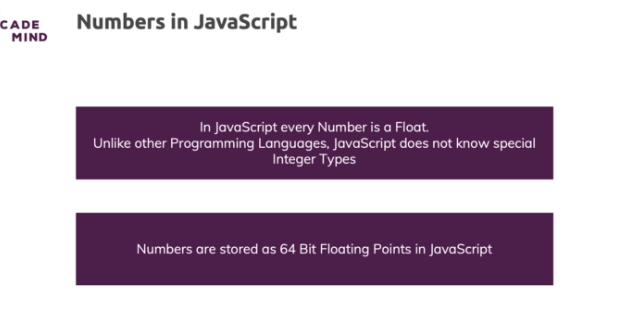 CADE
MIND
Numbers in JavaScript
In JavaScript every Number is a Float.
Unlike other Programming Languages, JavaScript does not know special
Integer Types
Numbers are stored as 64 Bit Floating Points in JavaScript